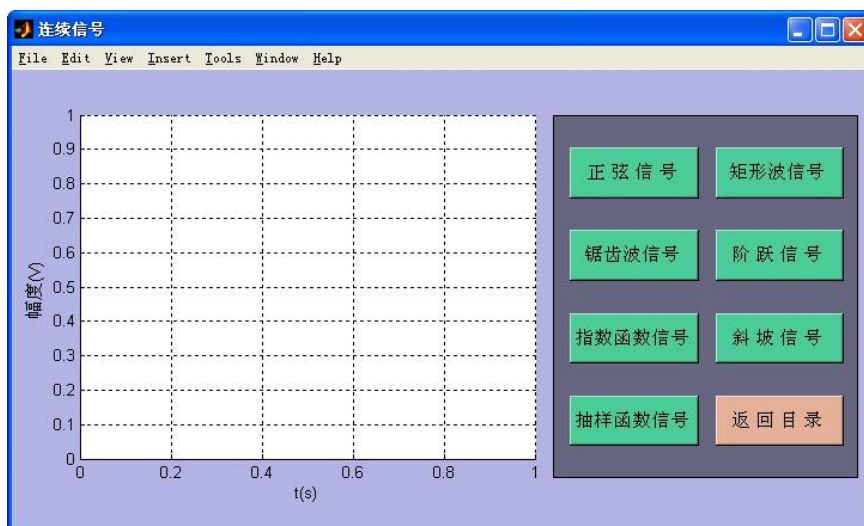 连续信号
File Edit View Insert Tools Window Help
1
0.9
0.8
0.7
0.6
0.5
0.4
0.3
0.2
0.1
0
幅度(V)
0 0.2 0.4 0.6 0.8 1
t(s)
正弦信号 矩形波信号
锯齿波信号 阶跃信号
指数函数信号 斜坡信号
抽样函数信号 返回目录